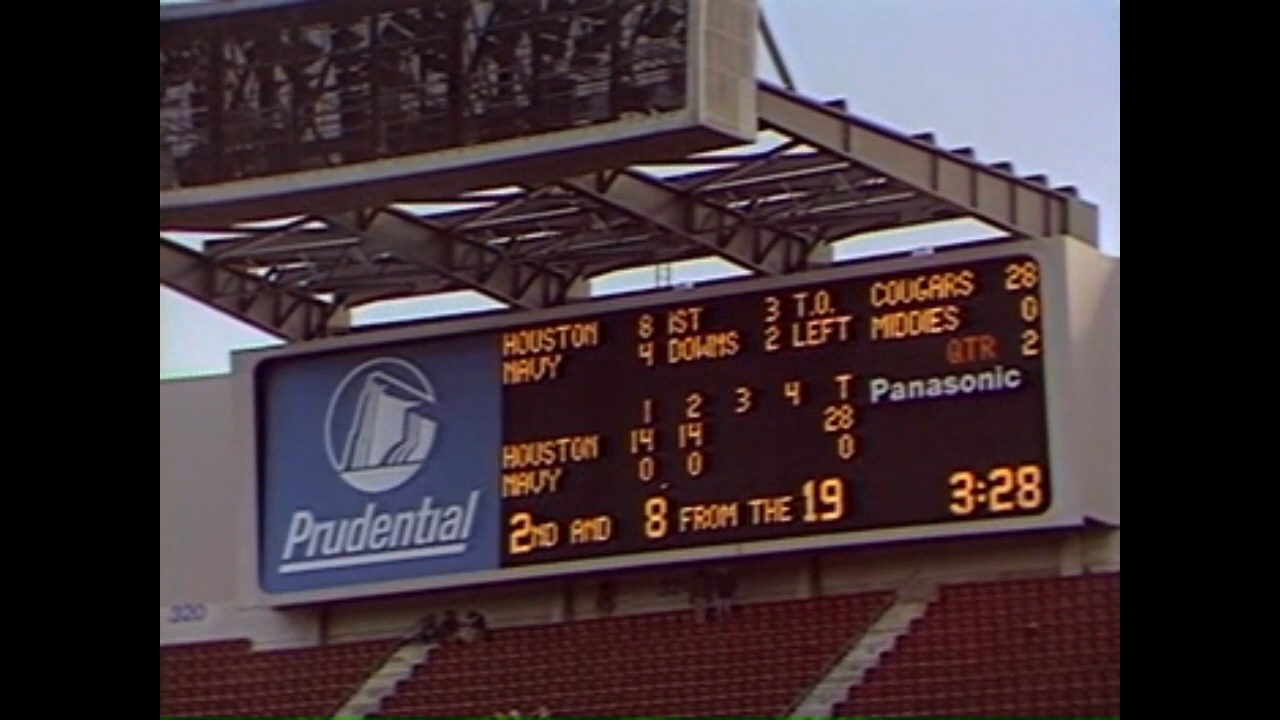 HOUSTON 8 1ST 3 T.O. COUGARS 28
NAVY 4 DOWNS 2 LEFT MIDDIES 0
QTR 2
Panasonic
1 2 3 4 T
HOUSTON 14 14 28
NAVY 0 0 0
2ND AND 8 FROM THE 19 3:28
Prudential
320